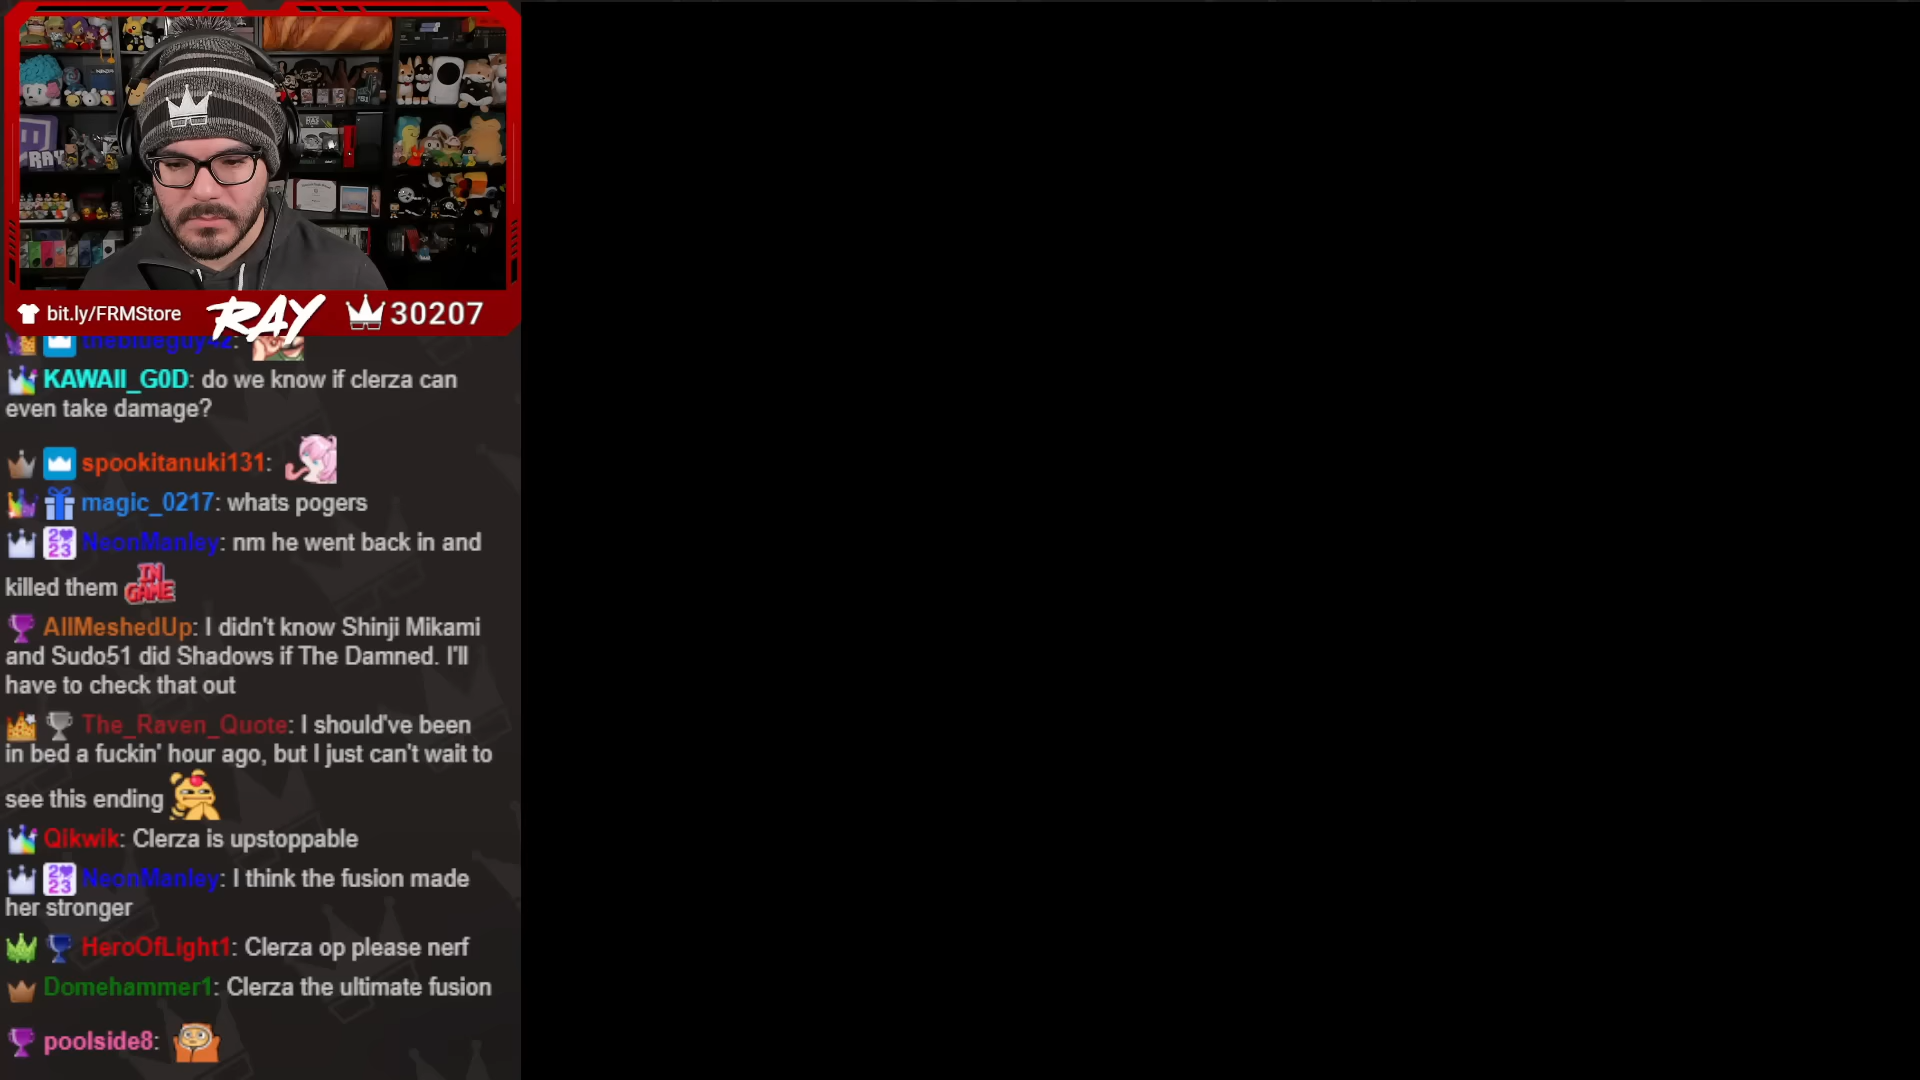 RAY
bit.ly/FRMStore RAY 30207
theblueguy42:
KAWAII_G0D: do we know if clerza can
even take damage?
spookitanuki131:
magic_0217: whats pogers
NeonManley: nm he went back in and
killed them IN GAME
AllMeshedUp: I didn't know Shinji Mikami
and Sudo51 did Shadows if The Damned. I'll
have to check that out
The_Raven_Quote: I should've been
in bed a fuckin' hour ago, but I just can't wait to
see this ending
Qikwik: Clerza is upstoppable
NeonManley: I think the fusion made
her stronger
HeroOfLight1: Clerza op please nerf
Domehammer1: Clerza the ultimate fusion
poolside8: